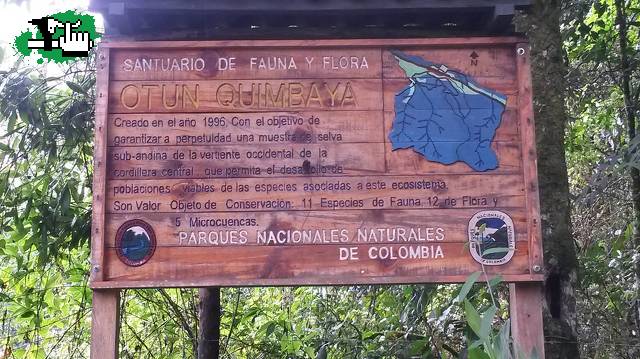 SANTUARIO DE FAUNA Y FLORA
OTUN QUIMBAYA
N
Creado en el año 1996, Con el objetivo de
garantizar a perpetuidad una muestra de selva
sub-andina de la vertiente occidental de la
cordillera central que permita el desarrollo de
poblaciones viables de las especies asociadas a este ecosistema.
Son Valor Objeto de Conservación: 11 Especies de Fauna, 12 de Flora y
5 Microcuencas.
PARQUES NACIONALES NATURALES
DE COLOMBIA